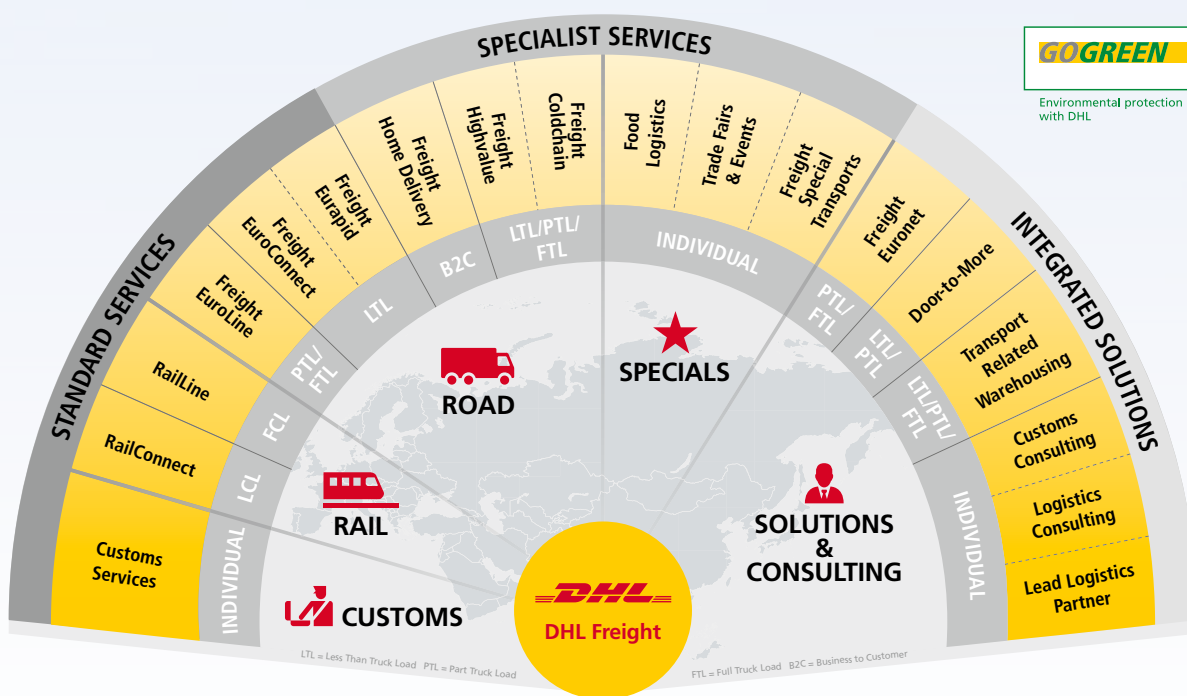 SPECIALIST SERVICES
STANDARD SERVICES
INTEGRATED SOLUTIONS
GOGREEN
Environmental protection
with DHL
Customs
Services
RailConnect
RailLine
Freight
EuroLine
Freight
EuroConnect
Freight
Eurapid
Freight
Home Delivery
Freight
Highvalue
Freight
Coldchain
Food
Logistics
Trade Fairs
& Events
Freight
Special
Transports
Freight
Euronet
Door-to-More
Transport
Related
Warehousing
Customs
Consulting
Logistics
Consulting
Lead Logistics
Partner
INDIVIDUAL
LCL
FCL
PTL/
FTL
LTL
B2C
LTL/PTL/
FTL
INDIVIDUAL
PTL/
FTL
LTL/
PTL
LTL/PTL/
FTL
INDIVIDUAL
CUSTOMS
RAIL
ROAD
SPECIALS
SOLUTIONS
&
CONSULTING
DHL
DHL Freight
LTL = Less Than Truck Load PTL = Part Truck Load
FTL = Full Truck Load B2C = Business to Customer